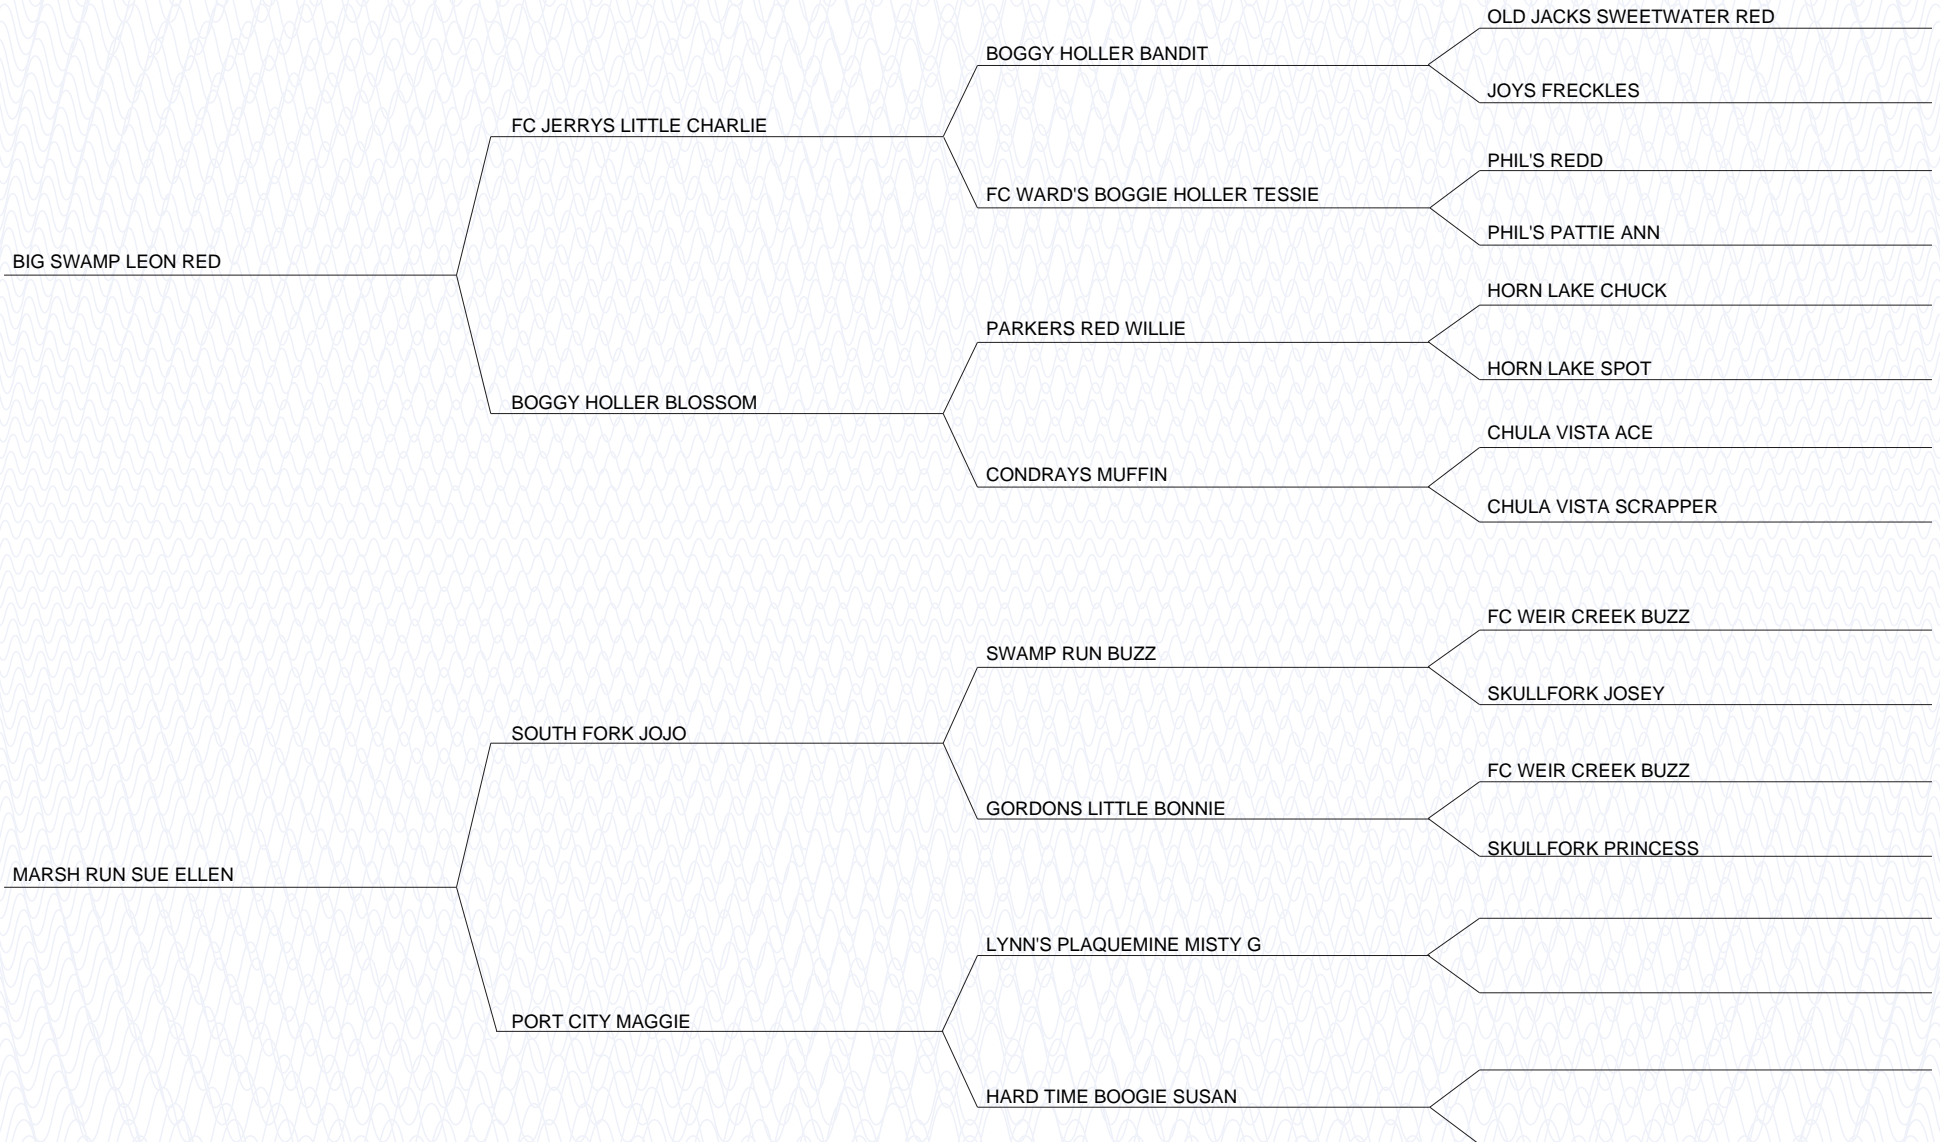 OLD JACKS SWEETWATER RED
BOGGY HOLLER BANDIT
JOYS FRECKLES
FC JERRYS LITTLE CHARLIE
PHIL'S REDD
FC WARD'S BOGGIE HOLLER TESSIE
PHIL'S PATTIE ANN
BIG SWAMP LEON RED
HORN LAKE CHUCK
PARKERS RED WILLIE
HORN LAKE SPOT
BOGGY HOLLER BLOSSOM
CHULA VISTA ACE
CONDRAYS MUFFIN
CHULA VISTA SCRAPPER
FC WEIR CREEK BUZZ
SWAMP RUN BUZZ
SKULLFORK JOSEY
SOUTH FORK JOJO
FC WEIR CREEK BUZZ
GORDONS LITTLE BONNIE
SKULLFORK PRINCESS
MARSH RUN SUE ELLEN
LYNN'S PLAQUEMINE MISTY G
PORT CITY MAGGIE
HARD TIME BOOGIE SUSAN